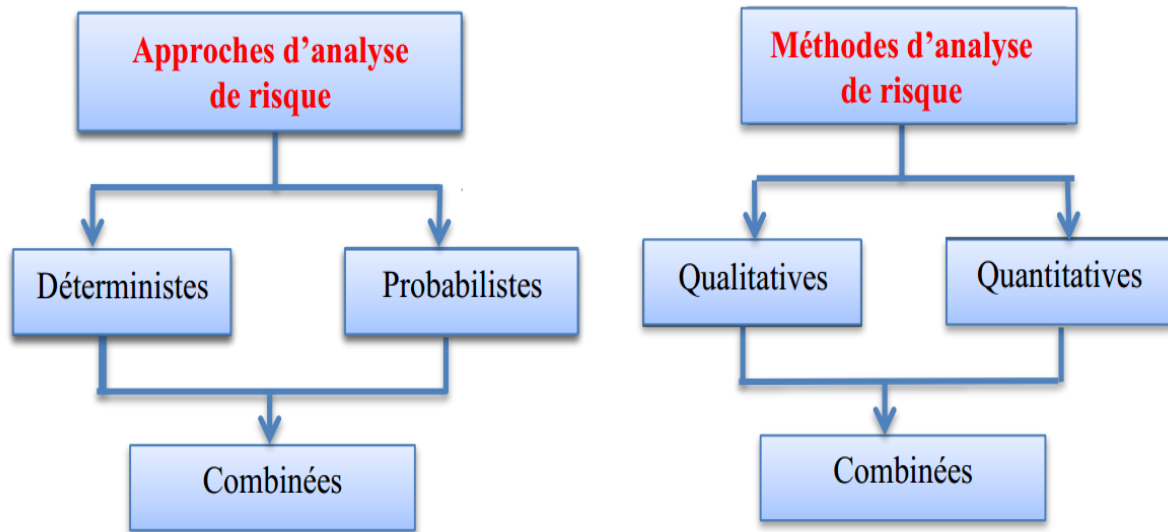 Approches d’analyse
de risque
Déterministes
Probabilistes
Combinées
Méthodes d’analyse
de risque
Qualitatives
Quantitatives
Combinées